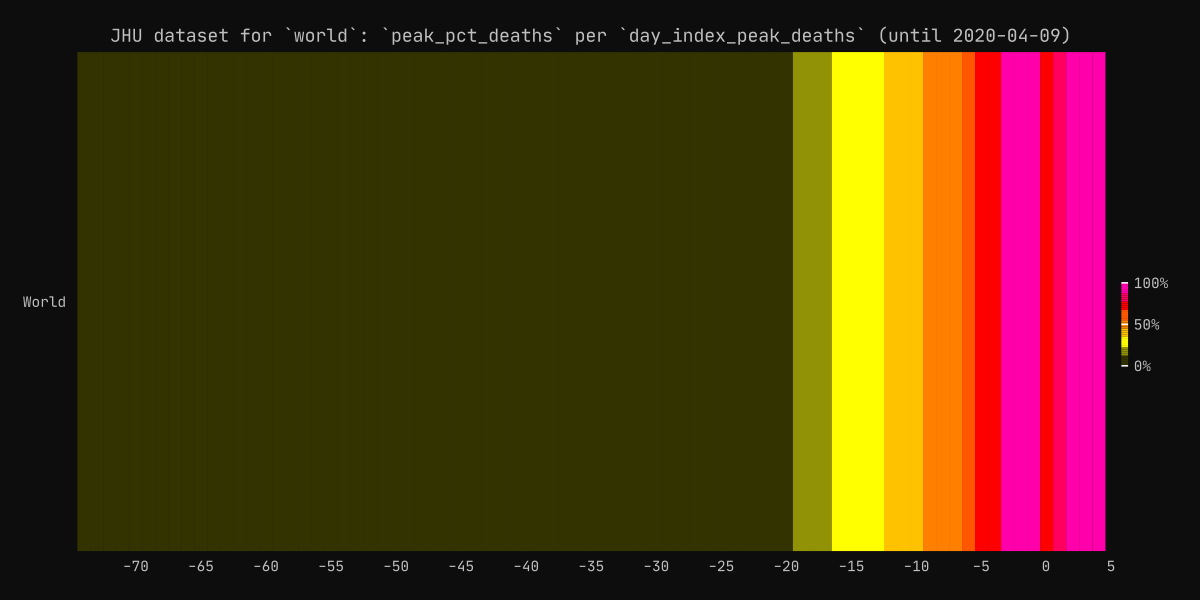 JHU dataset for `world`: `peak_pct_deaths` per `day_index_peak_deaths` (until 2020-04-09)
World
100%
50%
0%
-70 -65 -60 -55 -50 -45 -40 -35 -30 -25 -20 -15 -10 -5 0 5